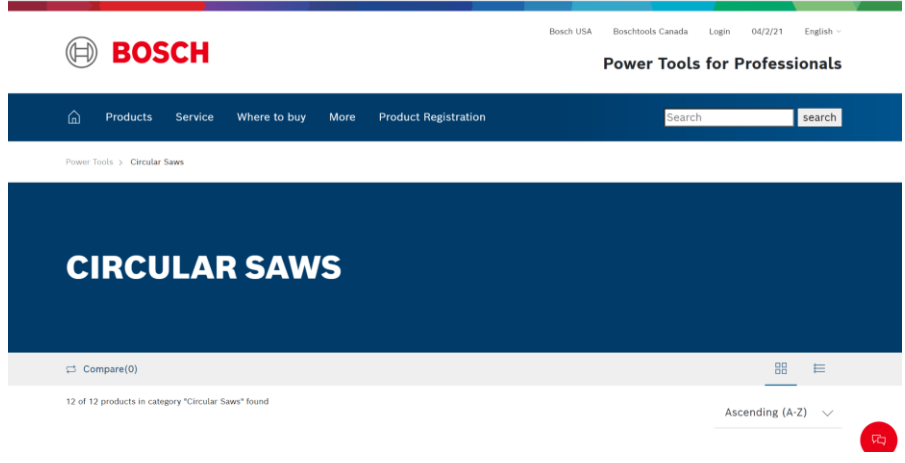 Bosch USA Boschtools Canada Login 04/2/21 English
BOSCH
Power Tools for Professionals
Products Service Where to buy More Product Registration Search search
Power Tools > Circular Saws
CIRCULAR SAWS
Compare(0)
12 of 12 products in category "Circular Saws" found
Ascending (A-Z)